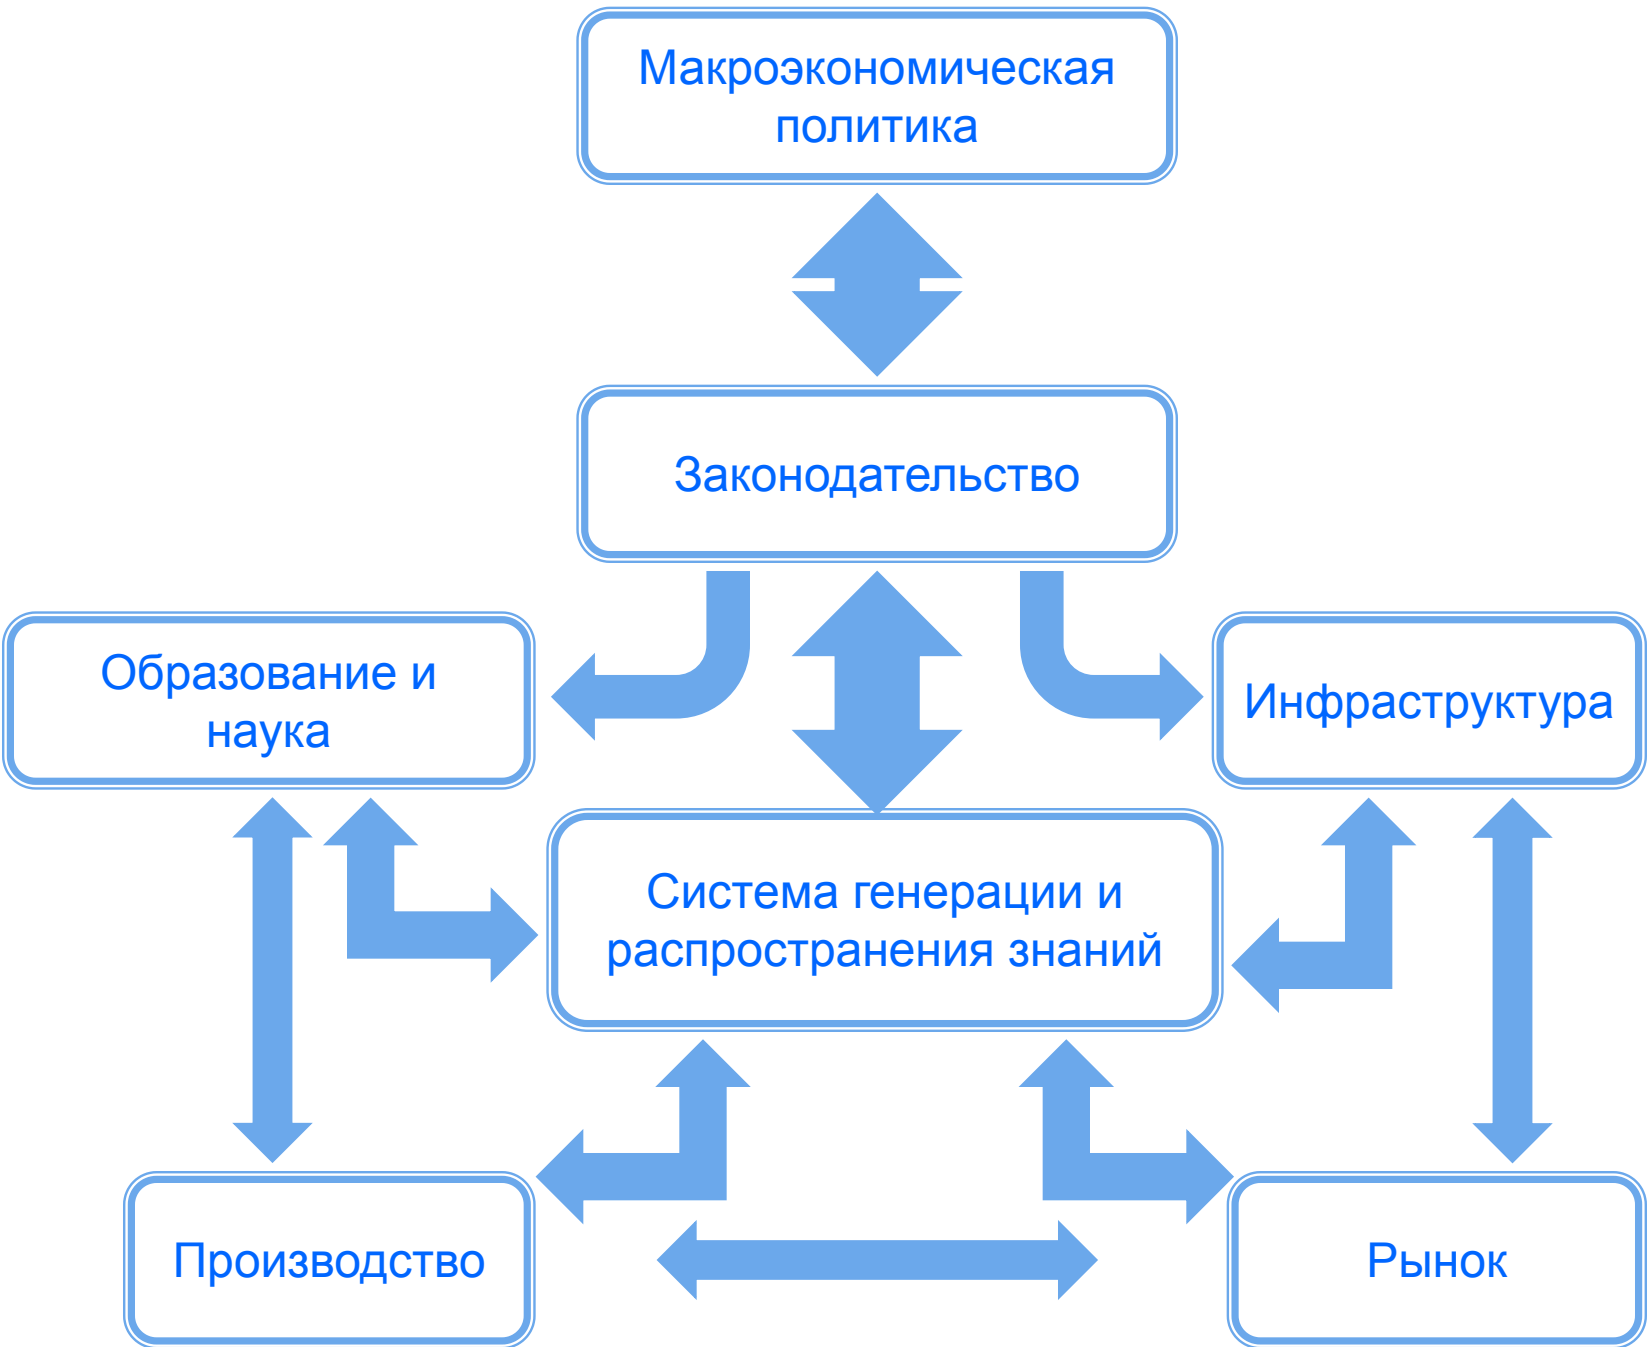 Макроэкономическая
политика
Законодательство
Образование и
наука
Инфраструктура
Система генерации и
распространения знаний
Производство
Рынок